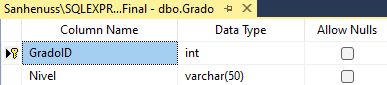 Sanhenuss\SQLEXPR...Final - dbo.Grado
Column Name Data Type Allow Nulls
GradoID int
Nivel varchar(50)